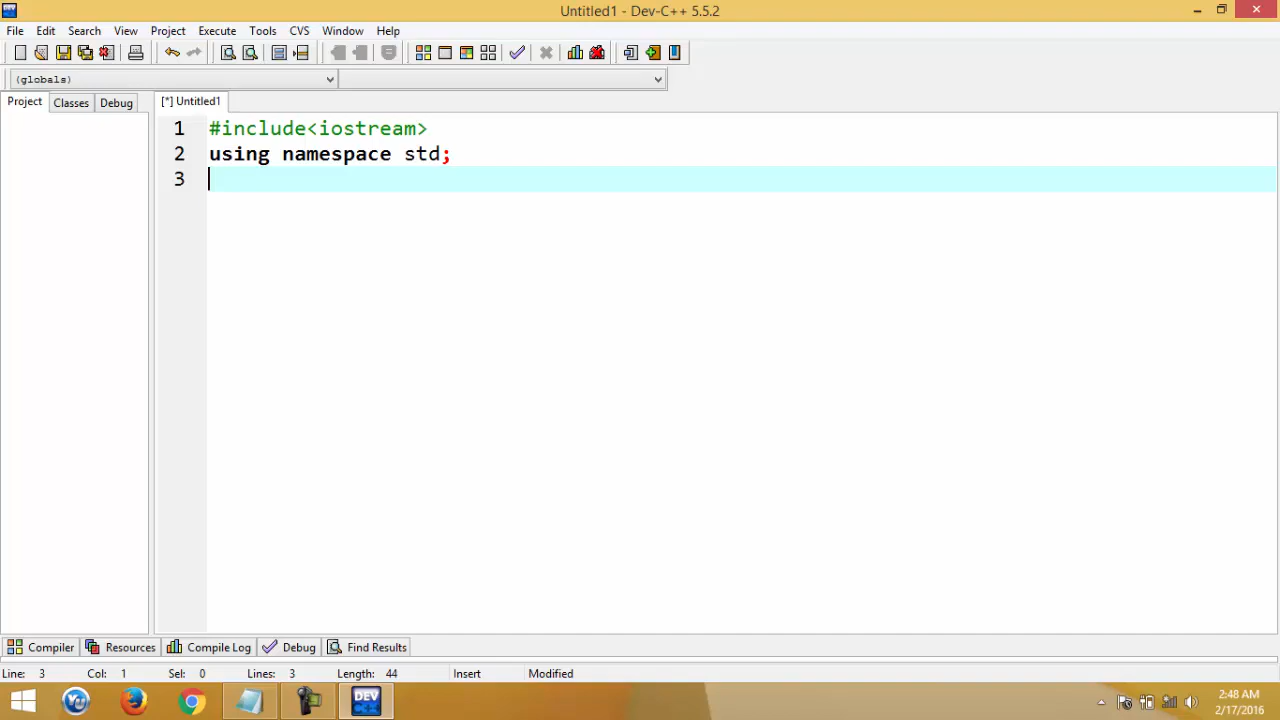 Untitled1 - Dev-C++ 5.5.2
File Edit Search View Project Execute Tools CVS Window Help
(globals)
Project Classes Debug [*] Untitled1
1 #include<iostream>
2 using namespace std;
3
Compiler Resources Compile Log Debug Find Results
Line: 3 Col: 1 Sel: 0 Lines: 3 Length: 44 Insert Modified
DEV
2:48 AM
2/17/2016